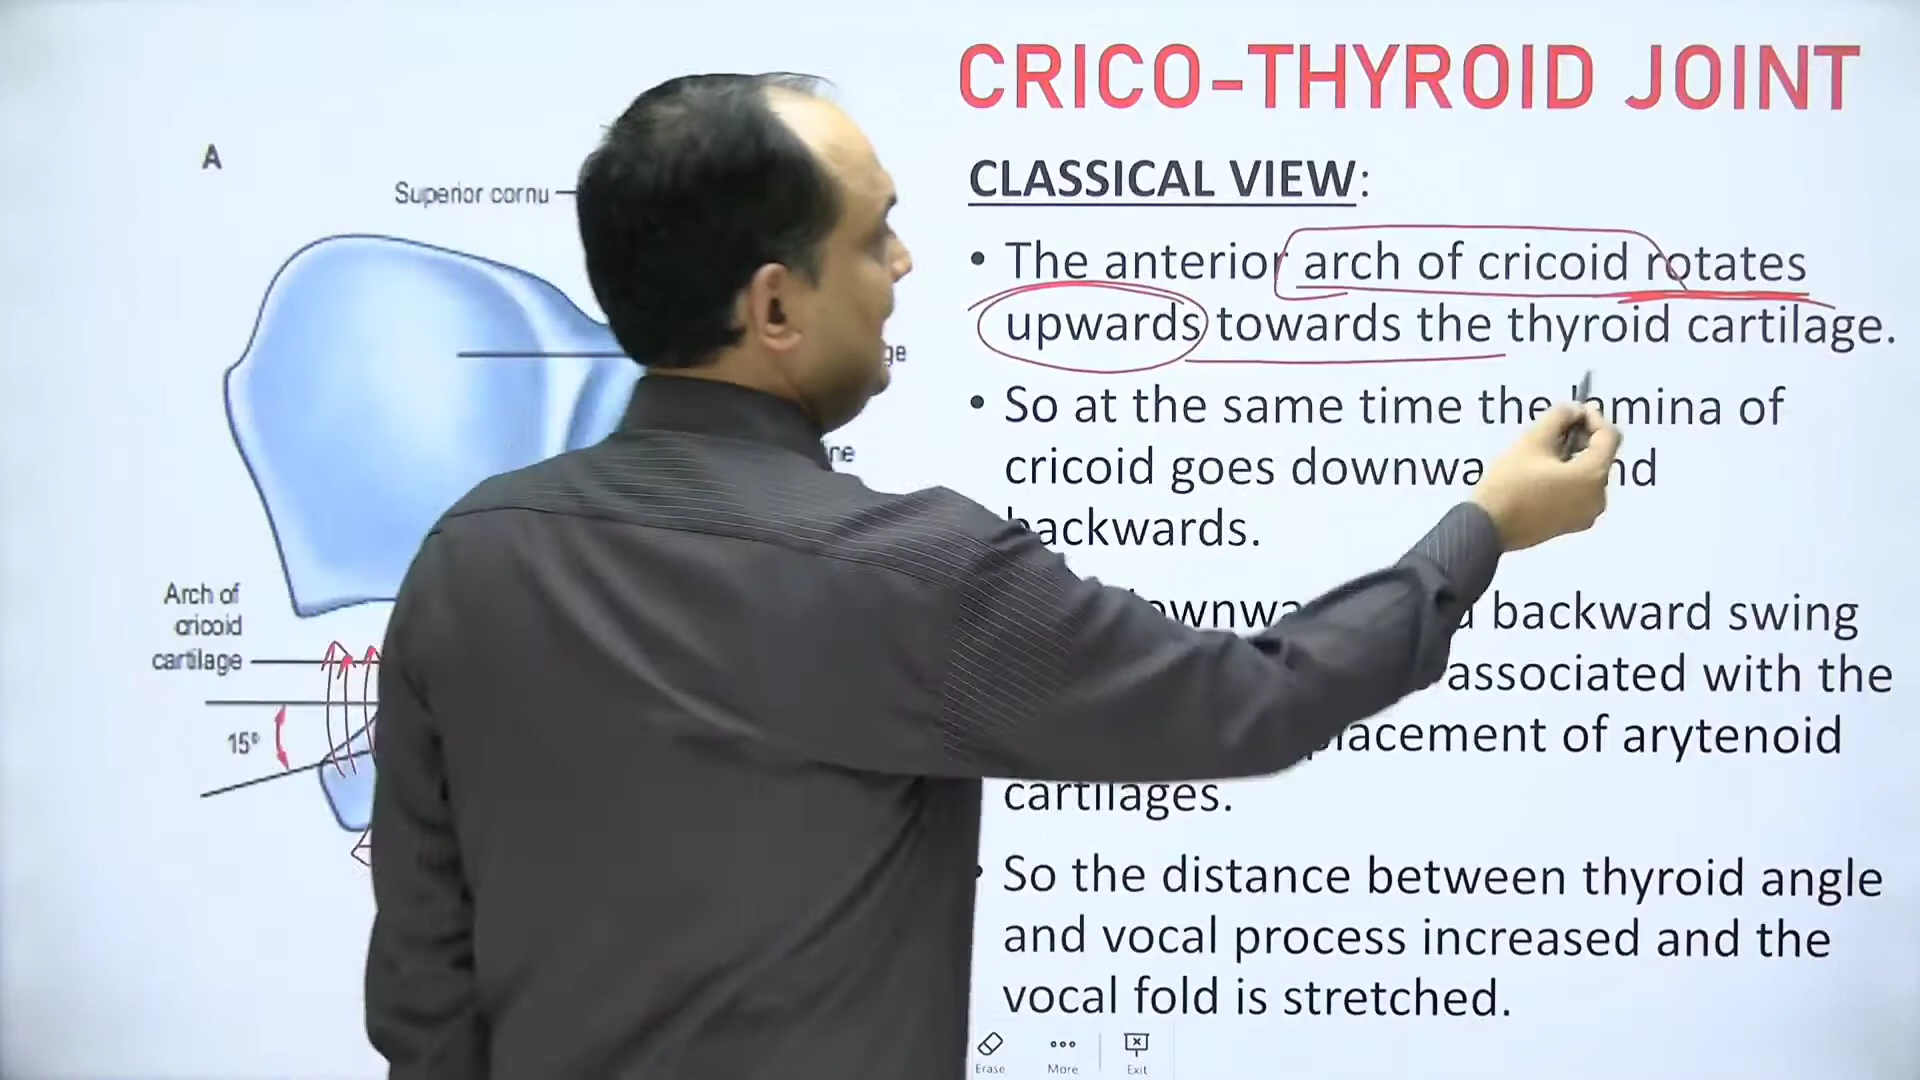 CRICO-THYROID JOINT
A
Superior cornu
Arch of
cricoid
cartilage
15°
CLASSICAL VIEW:
• The anterior arch of cricoid rotates
upwards towards the thyroid cartilage.
• So at the same time the lamina of
cricoid goes
backwards.
backward swing
associated with the
of arytenoid
cartilages.
• So the distance between thyroid angle
and vocal process increased and the
vocal fold is stretched.
Erase
More
Exit